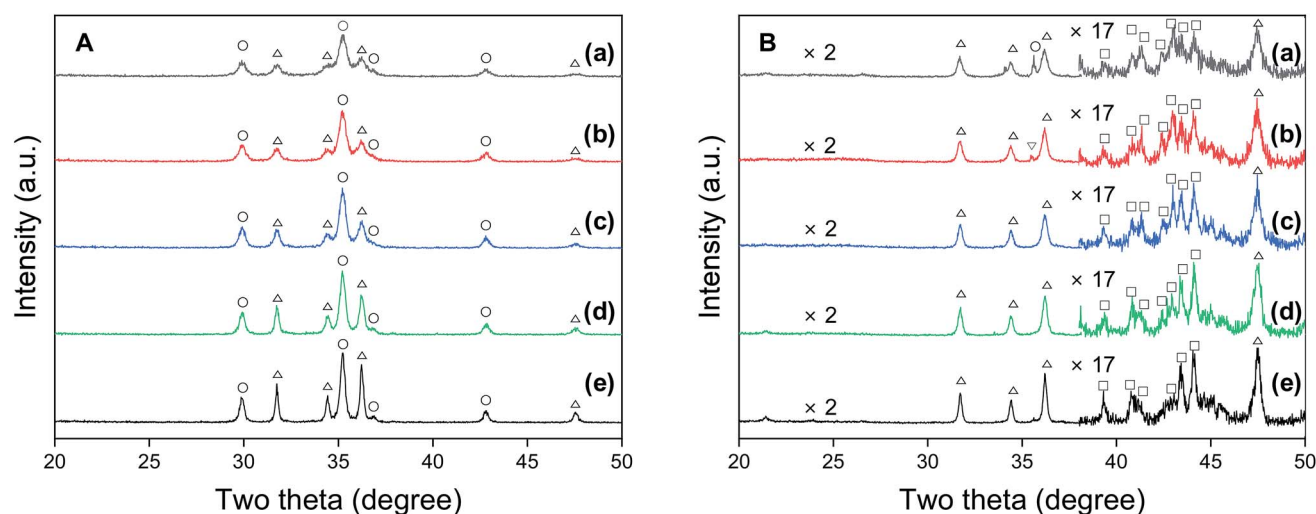 A
(a)
(b)
(c)
(d)
(e)
Intensity (a.u.)
20 25 30 35 40 45 50
Two theta (degree)
B
× 2
× 17
(a)
× 2
× 17
(b)
× 2
× 17
(c)
× 2
× 17
(d)
× 2
× 17
(e)
Intensity (a.u.)
20 25 30 35 40 45 50
Two theta (degree)